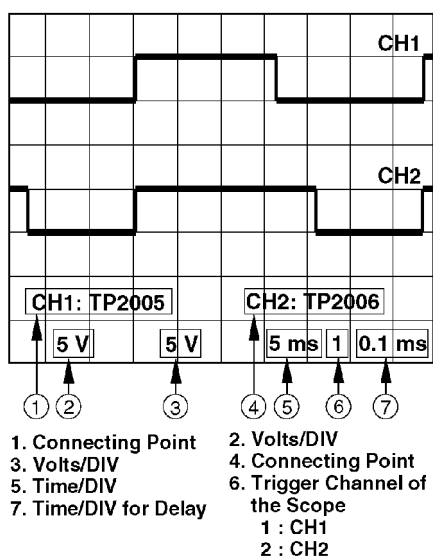 CH1
CH2
CH1: TP2005 CH2: TP2006
5 V 5 V 5 ms 1 0.1 ms
1 2 3 4 5 6 7
1. Connecting Point 2. Volts/DIV
3. Volts/DIV 4. Connecting Point
5. Time/DIV 6. Trigger Channel of
7. Time/DIV for Delay the Scope
1 : CH1
2 : CH2